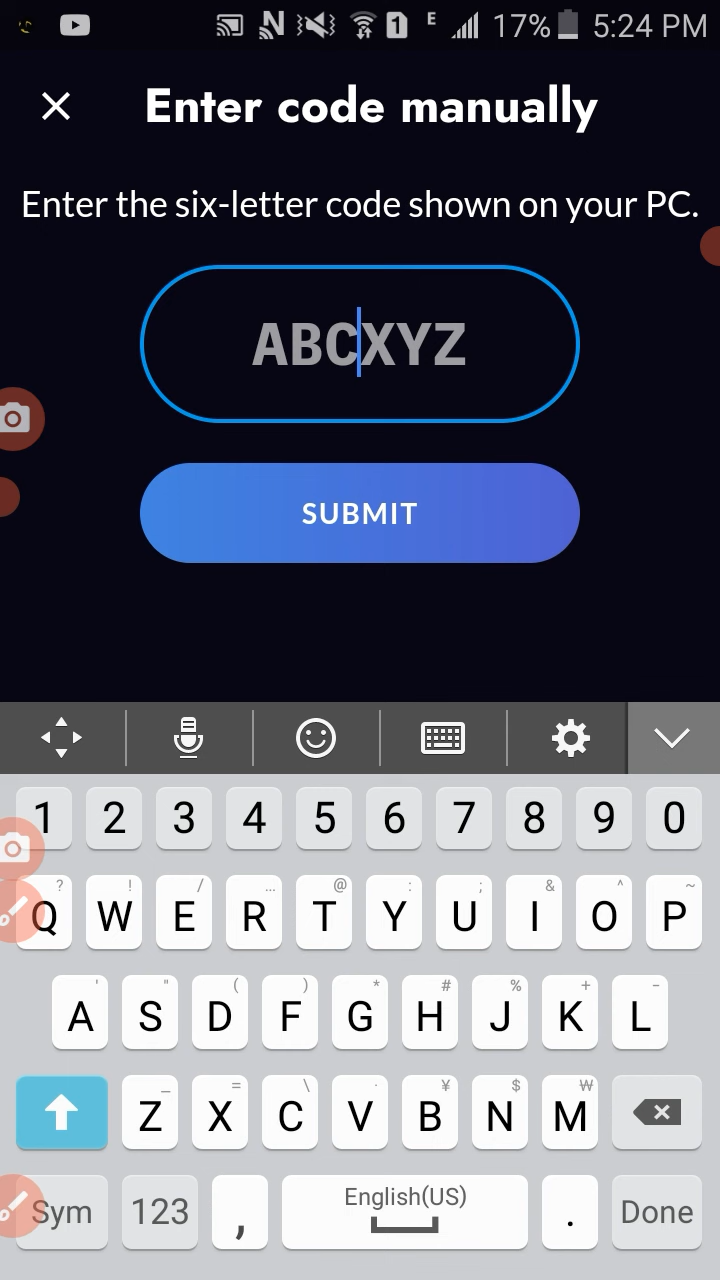 E 17% 5:24 PM
Enter code manually
Enter the six-letter code shown on your PC.
ABCXYZ
SUBMIT
1 2 3 4 5 6 7 8 9 0
? ! / ... @ : ; & ^ ~
Q W E R T Y U I O P
' " ( ) * # % + -
A S D F G H J K L
_ = \ · ¥ $ ₩
Z X C V B N M
Sym 123 , English(US) . Done